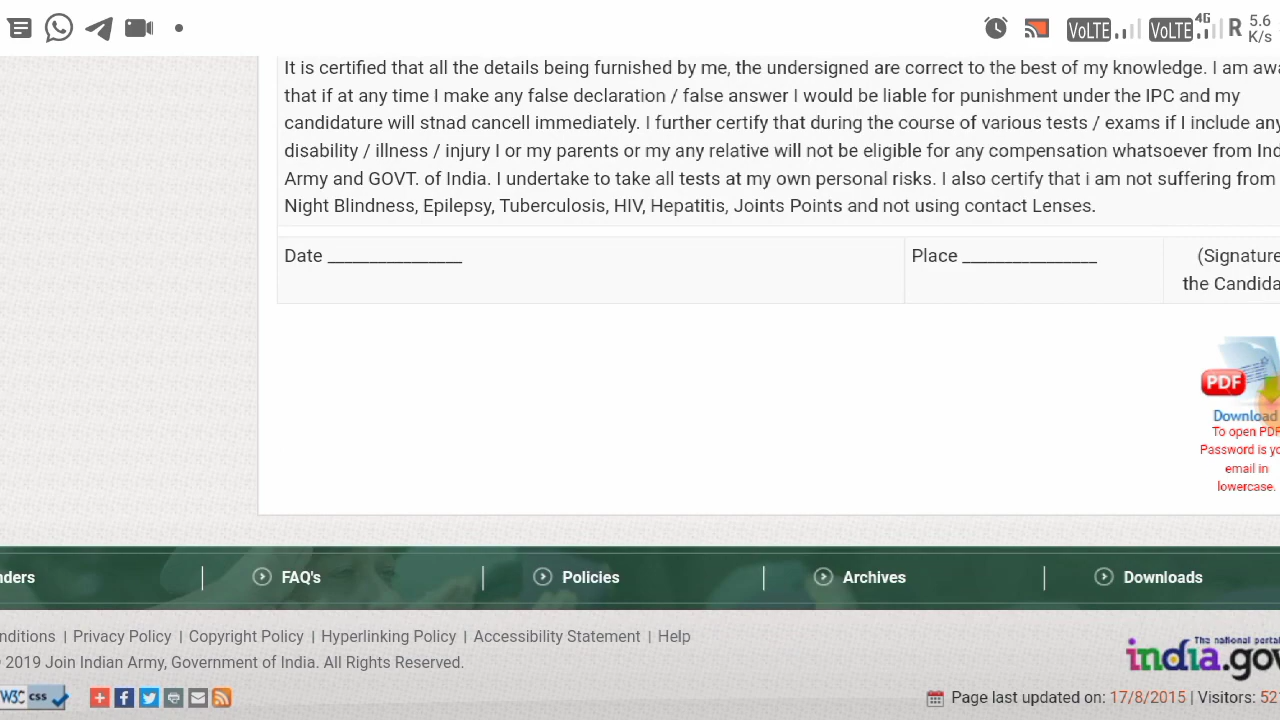 VoLTE VoLTE 4G R 5.6 K/s
It is certified that all the details being furnished by me, the undersigned are correct to the best of my knowledge. I am awa
that if at any time I make any false declaration / false answer I would be liable for punishment under the IPC and my
candidature will stnad cancell immediately. I further certify that during the course of various tests / exams if I include any
disability / illness / injury I or my parents or my any relative will not be eligible for any compensation whatsoever from Ind
Army and GOVT. of India. I undertake to take all tests at my own personal risks. I also certify that i am not suffering from
Night Blindness, Epilepsy, Tuberculosis, HIV, Hepatitis, Joints Points and not using contact Lenses.
Date ________________ Place ________________ (Signature
the Candida
PDF
Download
To open PDF
Password is yo
email in
lowercase.
nders FAQ's Policies Archives Downloads
nditions | Privacy Policy | Copyright Policy | Hyperlinking Policy | Accessibility Statement | Help
2019 Join Indian Army, Government of India. All Rights Reserved.
The national portal
india.gov
W3C css
Page last updated on: 17/8/2015 | Visitors: 52